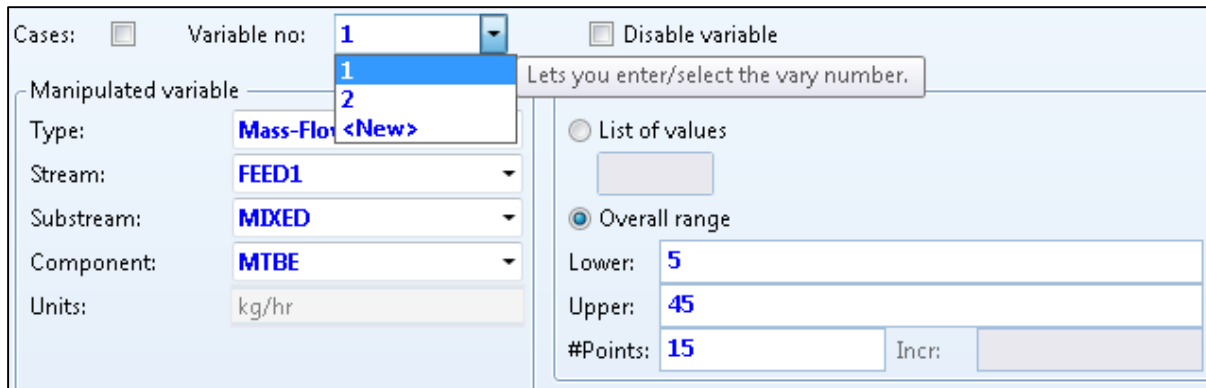 Cases: Variable no: 1 Disable variable
1
Lets you enter/select the vary number.
2
<New>
Manipulated variable
Type: Mass-Flo
Stream: FEED1
Substream: MIXED
Component: MTBE
Units: kg/hr
List of values
Overall range
Lower: 5
Upper: 45
#Points: 15 Incr: